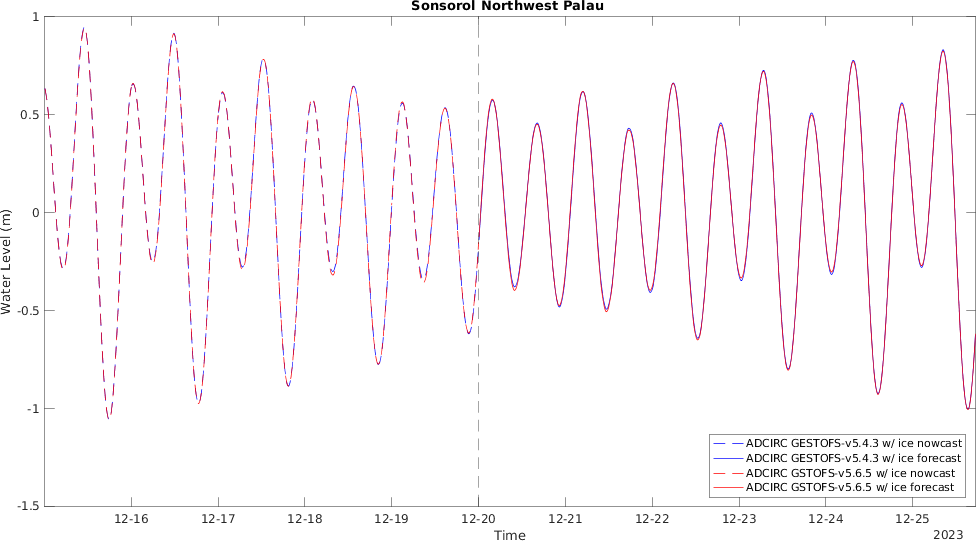 Sonsorol Northwest Palau
1
0.5
0
-0.5
-1
-1.5
Water Level (m)
ADCIRC GESTOFS-v5.4.3 w/ ice nowcast
ADCIRC GESTOFS-v5.4.3 w/ ice forecast
ADCIRC GSTOFS-v5.6.5 w/ ice nowcast
ADCIRC GSTOFS-v5.6.5 w/ ice forecast
12-16 12-17 12-18 12-19 12-20 12-21 12-22 12-23 12-24 12-25
Time
2023